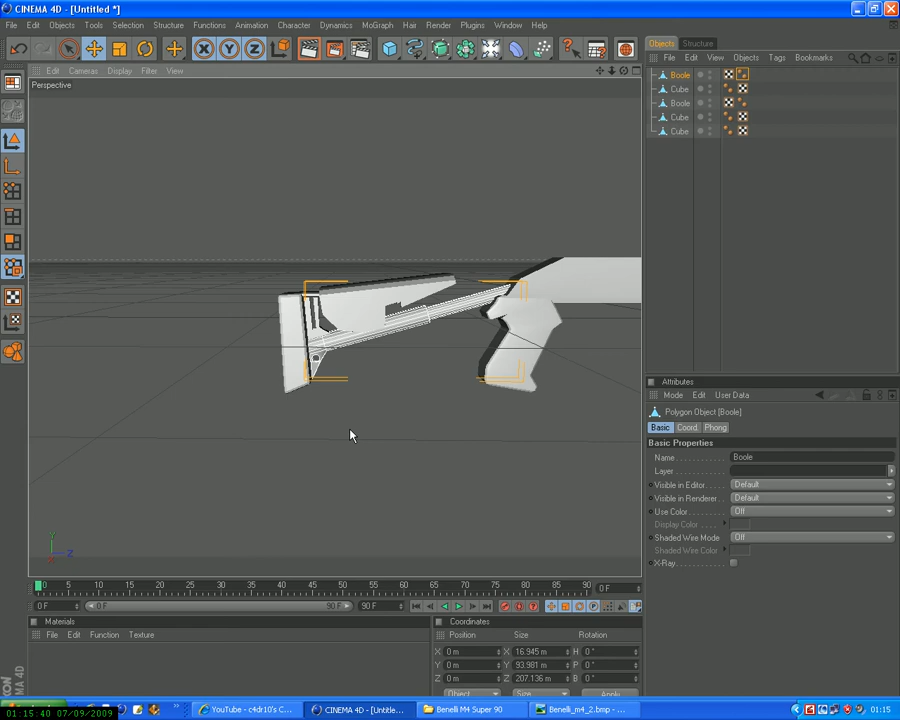 CINEMA 4D - [Untitled *]
File Edit Objects Tools Selection Structure Functions Animation Character Dynamics MoGraph Hair Render Plugins Window Help
Edit Cameras Display Filter View
Perspective
Objects Structure
File Edit View Objects Tags Bookmarks
Boole
Cube
Boole
Cube
Cube
Attributes
Mode Edit User Data
Polygon Object [Boole]
Basic Coord. Phong
Basic Properties
Name Boole
Layer
Visible in Editor Default
Visible in Renderer Default
Use Color Off
Display Color
Shaded Wire Mode Off
Shaded Wire Color
X-Ray
Y
Z
X
0 5 10 15 20 25 30 35 40 45 50 55 60 65 70 75 80 85 90 0 F
0 F 0 F 90 F 90 F
Materials
File Edit Function Texture
Coordinates
Position Size Rotation
X 0 m X 16.945 m H 0 °
Y 0 m Y 93.981 m P 0 °
Z 0 m Z 207.136 m B 0 °
Object Size Apply
01:15:40 07/09/2009
YouTube - c4dr10's C...
CINEMA 4D - [Untitle...
Benelli M4 Super 90
Benelli_m4_2.bmp - ...
01:15